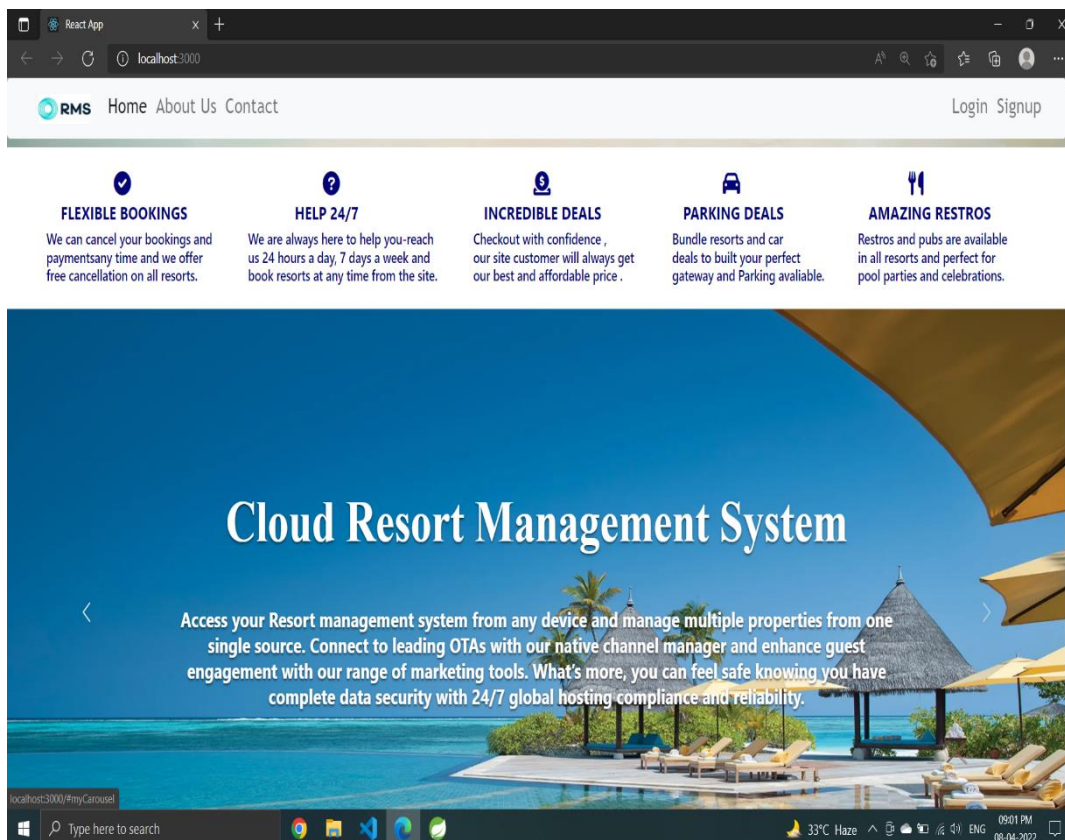 React App
localhost:3000
RMS Home About Us Contact Login Signup
FLEXIBLE BOOKINGS
We can cancel your bookings and
paymentsany time and we offer
free cancellation on all resorts.
HELP 24/7
We are always here to help you-reach
us 24 hours a day, 7 days a week and
book resorts at any time from the site.
INCREDIBLE DEALS
Checkout with confidence ,
our site customer will always get
our best and affordable price .
PARKING DEALS
Bundle resorts and car
deals to built your perfect
gateway and Parking avaliable.
AMAZING RESTROS
Restros and pubs are available
in all resorts and perfect for
pool parties and celebrations.
Cloud Resort Management System
Access your Resort management system from any device and manage multiple properties from one
single source. Connect to leading OTAs with our native channel manager and enhance guest
engagement with our range of marketing tools. What's more, you can feel safe knowing you have
complete data security with 24/7 global hosting compliance and reliability.
localhost:3000/#myCarousel
Type here to search
33°C Haze
ENG
09:01 PM
08-04-2022